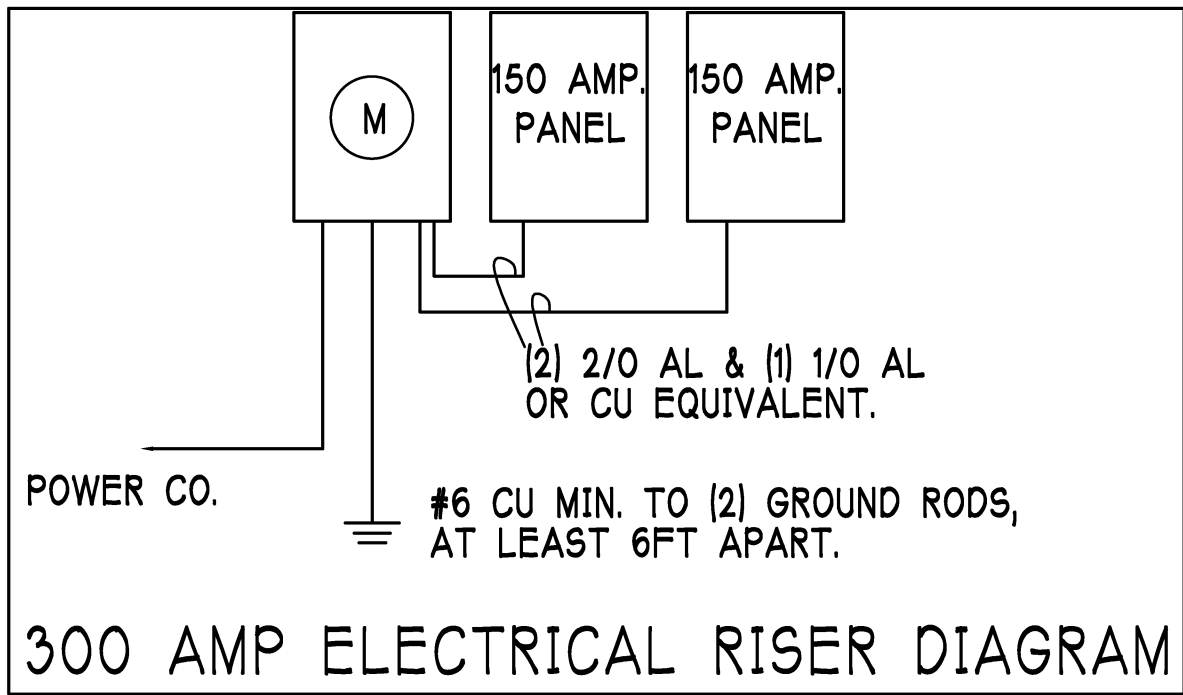 M
150 AMP.
PANEL
150 AMP.
PANEL
(2) 2/0 AL & (1) 1/0 AL
OR CU EQUIVALENT.
POWER CO.
#6 CU MIN. TO (2) GROUND RODS,
AT LEAST 6FT APART.
300 AMP ELECTRICAL RISER DIAGRAM